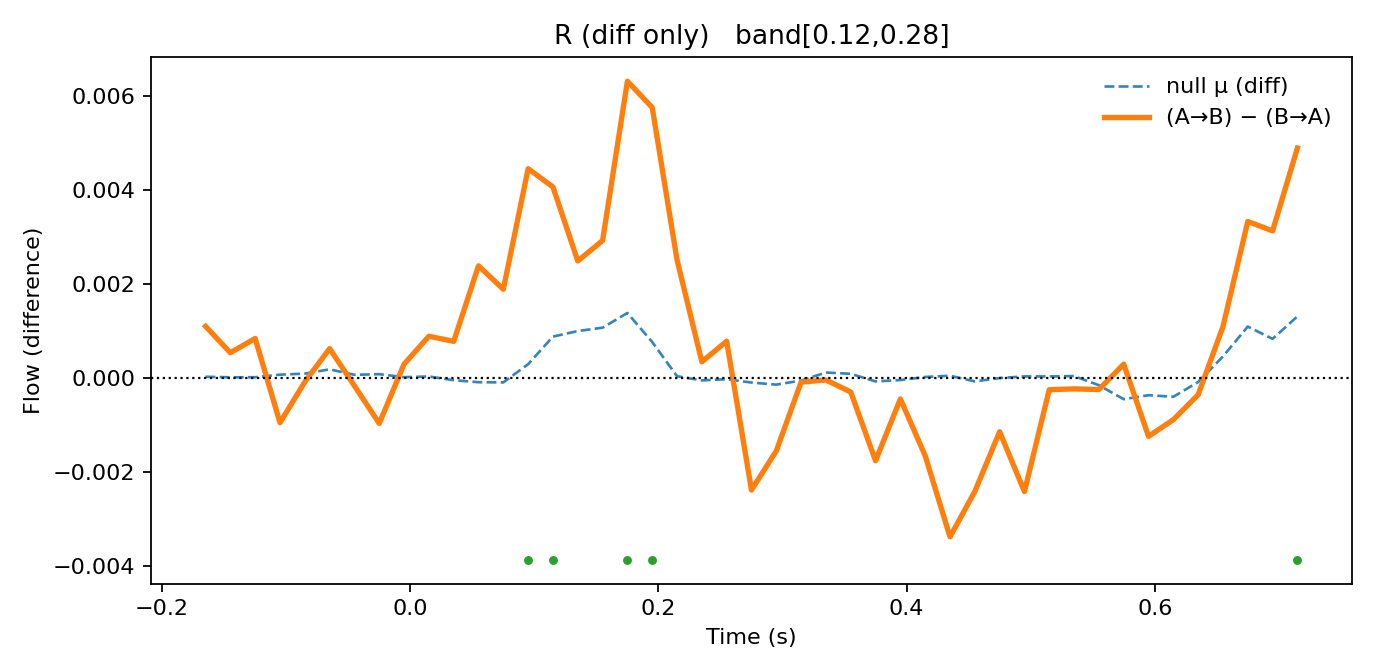 R (diff only)   band[0.12,0.28]
null μ (diff)
(A→B) − (B→A)
Flow (difference)
0.006
0.004
0.002
0.000
−0.002
−0.004
−0.2
0.0
0.2
0.4
0.6
Time (s)